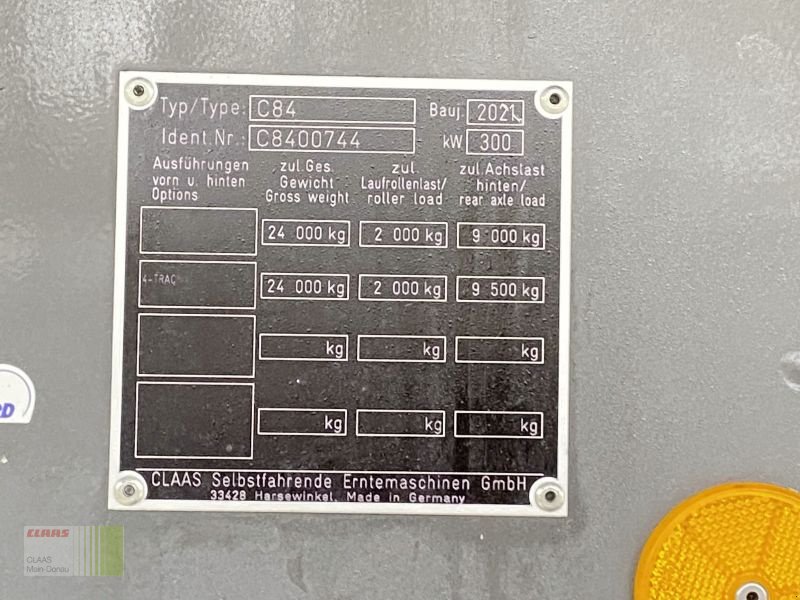 Typ/Type: C84 Bauj. 2021
Ident.Nr.: C8400744 kW 300
Ausführungen vorn u. hinten Options
zul.Ges. Gewicht Gross weight
zul. Laufrollenlast/ roller load
zul.Achslast hinten/ rear axle load
24 000 kg 2 000 kg 9 000 kg
4-TRAC 24 000 kg 2 000 kg 9 500 kg
kg kg kg
kg kg kg
CLAAS Selbstfahrende Erntemaschinen GmbH
33428 Harsewinkel, Made in Germany
CLAAS
CLAAS
Main-Donau